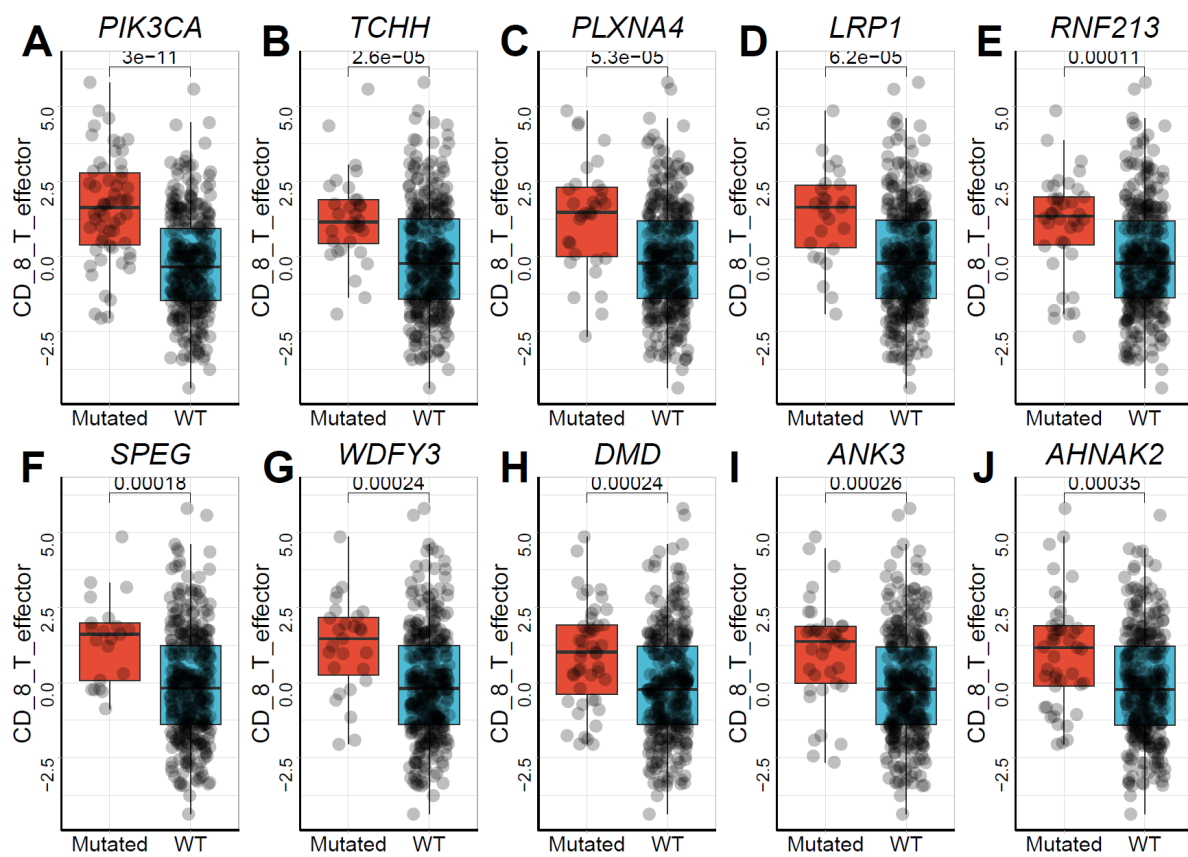 A PIK3CA
3e-11
CD_8_T_effector
5.0
2.5
0.0
−2.5
Mutated WT
B TCHH
2.6e-05
CD_8_T_effector
5.0
2.5
0.0
−2.5
Mutated WT
C PLXNA4
5.3e-05
CD_8_T_effector
5.0
2.5
0.0
−2.5
Mutated WT
D LRP1
6.2e-05
CD_8_T_effector
5.0
2.5
0.0
−2.5
Mutated WT
E RNF213
0.00011
CD_8_T_effector
5.0
2.5
0.0
−2.5
Mutated WT
F SPEG
0.00018
CD_8_T_effector
5.0
2.5
0.0
−2.5
Mutated WT
G WDFY3
0.00024
CD_8_T_effector
5.0
2.5
0.0
−2.5
Mutated WT
H DMD
0.00024
CD_8_T_effector
5.0
2.5
0.0
−2.5
Mutated WT
I ANK3
0.00026
CD_8_T_effector
5.0
2.5
0.0
−2.5
Mutated WT
J AHNAK2
0.00035
CD_8_T_effector
5.0
2.5
0.0
−2.5
Mutated WT